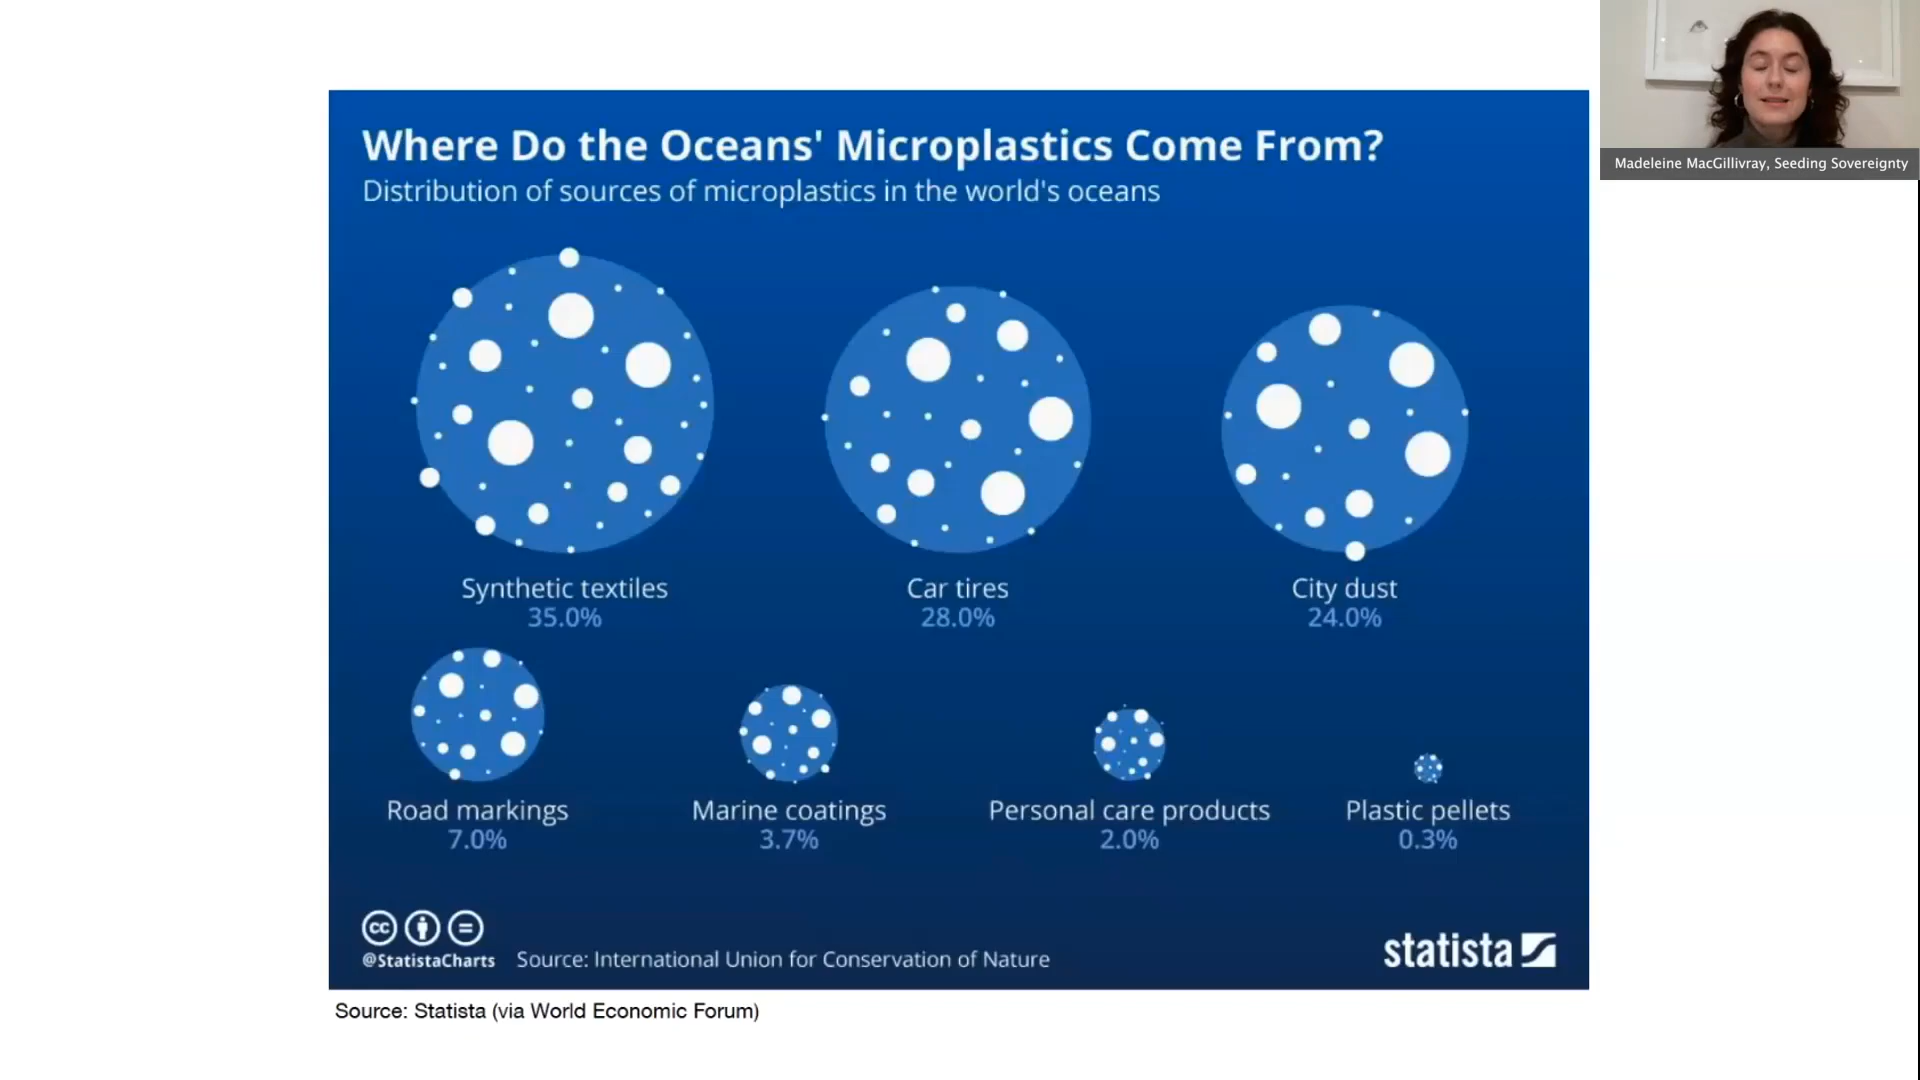 Madeleine MacGillivray, Seeding Sovereignty
Where Do the Oceans' Microplastics Come From?
Distribution of sources of microplastics in the world's oceans
Synthetic textiles
35.0%
Car tires
28.0%
City dust
24.0%
Road markings
7.0%
Marine coatings
3.7%
Personal care products
2.0%
Plastic pellets
0.3%
cc
@StatistaCharts
Source: International Union for Conservation of Nature
statista
Source: Statista (via World Economic Forum)